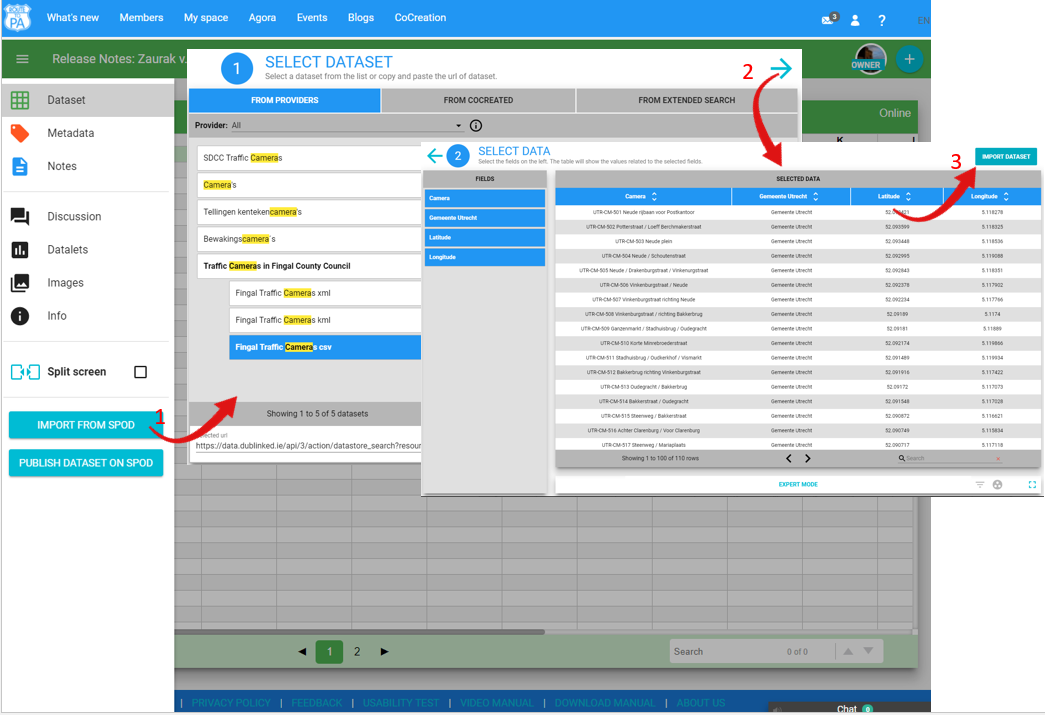 ROUTE TO PA
What's new Members My space Agora Events Blogs CoCreation 3 ? EN
Release Notes: Zaurak v. OWNER +
Dataset
Metadata
Notes
Discussion
Datalets
Images
Info
Split screen
IMPORT FROM SPOD
PUBLISH DATASET ON SPOD
1
Online
K L
1 SELECT DATASET
Select a dataset from the list or copy and paste the url of dataset.
2
FROM PROVIDERS FROM COCREATED FROM EXTENDED SEARCH
Provider: All
SDCC Traffic Cameras
Camera's
Tellingen kentekencamera's
Bewakingscamera's
Traffic Cameras in Fingal County Council
Fingal Traffic Cameras xml
Fingal Traffic Cameras kml
Fingal Traffic Cameras csv
Showing 1 to 5 of 5 datasets
https://data.dublinked.ie/api/3/action/datastore_search?resour
2 SELECT DATA
Select the fields on the left. The table will show the values related to the selected fields.
3 IMPORT DATASET
FIELDS
Camera
Gemeente Utrecht
Latitude
Longitude
SELECTED DATA
Camera Gemeente Utrecht Latitude Longitude
UTR-CM-501 Neude rijbaan voor Postkantoor Gemeente Utrecht 5.118278
UTR-CM-502 Potterstraat / Loeff Berchmakerstraat Gemeente Utrecht 52.093599 5.118325
UTR-CM-503 Neude plein Gemeente Utrecht 52.093448 5.118536
UTR-CM-504 Neude / Schoutenstraat Gemeente Utrecht 52.092995 5.119088
UTR-CM-505 Neude / Drakenburgstraat / Vinkenurgstraat Gemeente Utrecht 52.092843 5.118351
UTR-CM-506 Vinkenburgstraat / Neude Gemeente Utrecht 52.092378 5.117902
UTR-CM-507 Vinkenburgstraat richting Neude Gemeente Utrecht 52.092234 5.117766
UTR-CM-508 Vinkenburgstraat / richting Bakkerbrug Gemeente Utrecht 52.09189 5.1174
UTR-CM-509 Ganzenmarkt / Stadhuisbrug / Oudegracht Gemeente Utrecht 52.09181 5.11889
UTR-CM-510 Korte Minrebroederstraat Gemeente Utrecht 52.092174 5.119866
UTR-CM-511 Stadhuisbrug / Oudkerkhof / Vismarkt Gemeente Utrecht 52.091489 5.119934
UTR-CM-512 Bakkerbrug richting Vinkenburgstraat Gemeente Utrecht 52.091916 5.117422
UTR-CM-513 Oudegracht / Bakkerbrug Gemeente Utrecht 52.09172 5.117073
UTR-CM-514 Bakkerstraat / Oudegracht Gemeente Utrecht 52.091548 5.117028
UTR-CM-515 Steenweg / Bakkerstraat Gemeente Utrecht 52.090872 5.116621
UTR-CM-516 Achter Clarenburg / Voor Clarenburg Gemeente Utrecht 52.090749 5.115834
UTR-CM-517 Steenweg / Mariaplaats Gemeente Utrecht 52.090717 5.117118
Showing 1 to 100 of 110 rows Search
EXPERT MODE
1 2 Search 0 of 0
| PRIVACY POLICY | FEEDBACK | USABILITY TEST | VIDEO MANUAL | DOWNLOAD MANUAL | ABOUT US
Chat 0